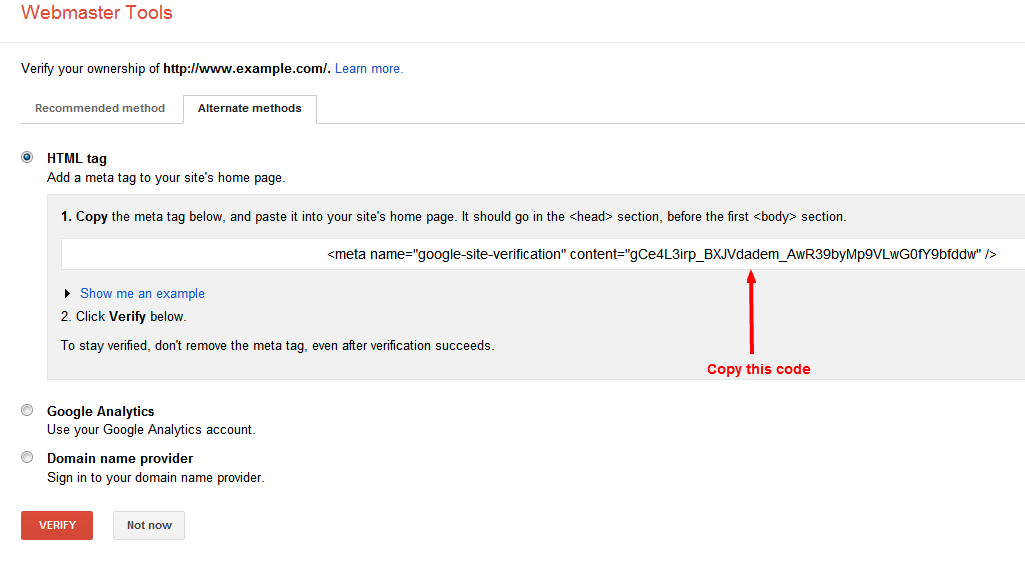 Webmaster Tools
Verify your ownership of http://www.example.com/. Learn more.
Recommended method
Alternate methods
HTML tag
Add a meta tag to your site's home page.
1. Copy the meta tag below, and paste it into your site's home page. It should go in the <head> section, before the first <body> section.
<meta name="google-site-verification" content="gCe4L3irp_BXJVdadem_AwR39byMp9VLwG0fY9bfddw" />
Show me an example
2. Click Verify below.
To stay verified, don't remove the meta tag, even after verification succeeds.
Copy this code
Google Analytics
Use your Google Analytics account.
Domain name provider
Sign in to your domain name provider.
VERIFY
Not now